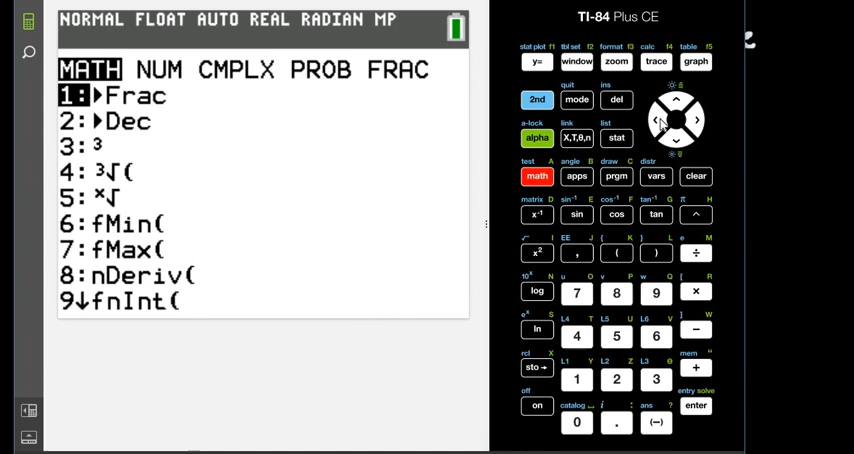 NORMAL FLOAT AUTO REAL RADIAN MP
MATH NUM CMPLX PROB FRAC
1:▶Frac
2:▶Dec
3:³
4:³√(
5:ˣ√
6:fMin(
7:fMax(
8:nDeriv(
9↓fnInt(
TI-84 Plus CE
stat plot f1 tbl set f2 format f3 calc f4 table f5
y= window zoom trace graph
quit ins
2nd mode del
a-lock link list
alpha X,T,θ,n stat
test A angle B draw C distr
math apps prgm vars clear
matrix D sin⁻¹ E cos⁻¹ F tan⁻¹ G π H
x⁻¹ sin cos tan ^
√ I EE J { K } L e M
x² , ( ) ÷
10ˣ N u O v P w Q [ R
log 7 8 9 ×
eˣ S L4 T L5 U L6 V ] W
ln 4 5 6 −
rcl X L1 Y L2 Z L3 θ mem "
sto→ 1 2 3 +
off catalog i : ans ? entry solve
on 0 . (−) enter